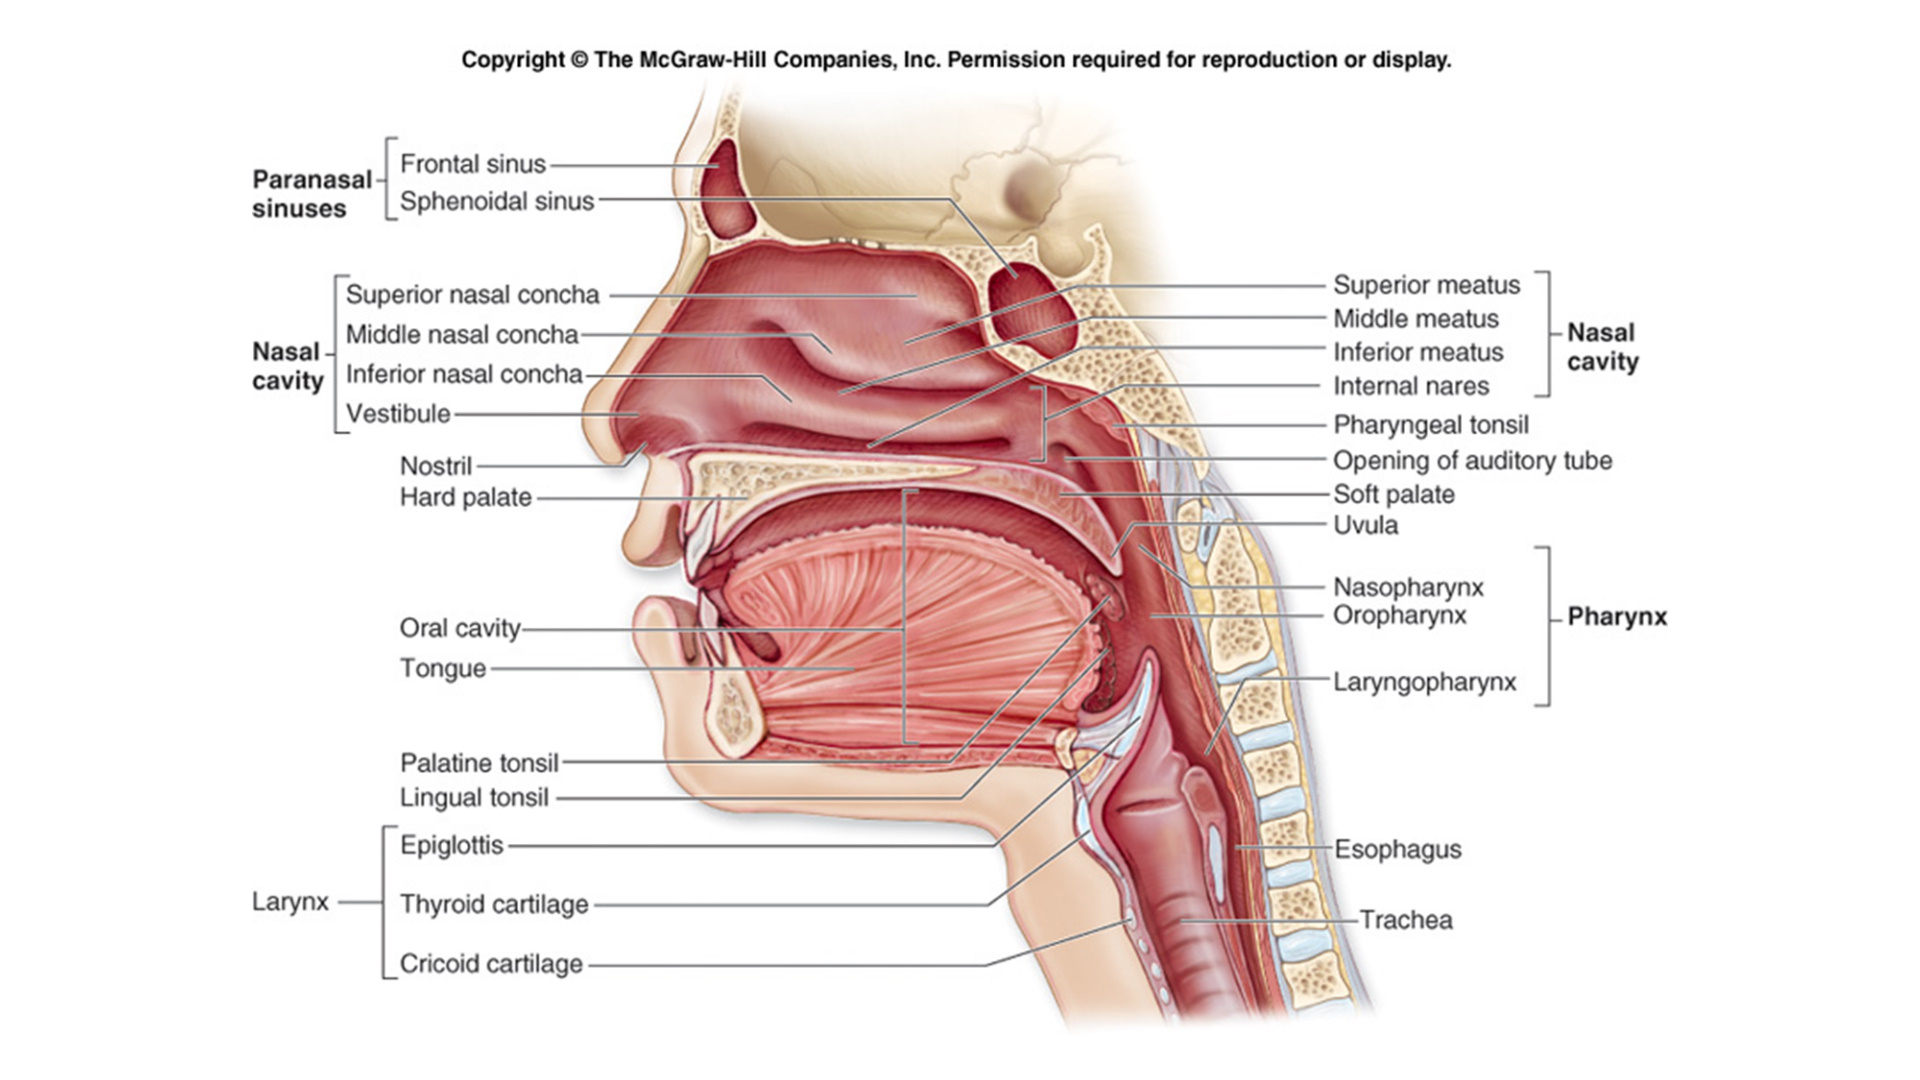 Copyright © The McGraw-Hill Companies, Inc. Permission required for reproduction or display.
Paranasal
sinuses
Frontal sinus
Sphenoidal sinus
Nasal
cavity
Superior nasal concha
Middle nasal concha
Inferior nasal concha
Vestibule
Nostril
Hard palate
Oral cavity
Tongue
Palatine tonsil
Lingual tonsil
Larynx
Epiglottis
Thyroid cartilage
Cricoid cartilage
Superior meatus
Middle meatus
Inferior meatus
Internal nares
Nasal
cavity
Pharyngeal tonsil
Opening of auditory tube
Soft palate
Uvula
Nasopharynx
Oropharynx
Laryngopharynx
Pharynx
Esophagus
Trachea